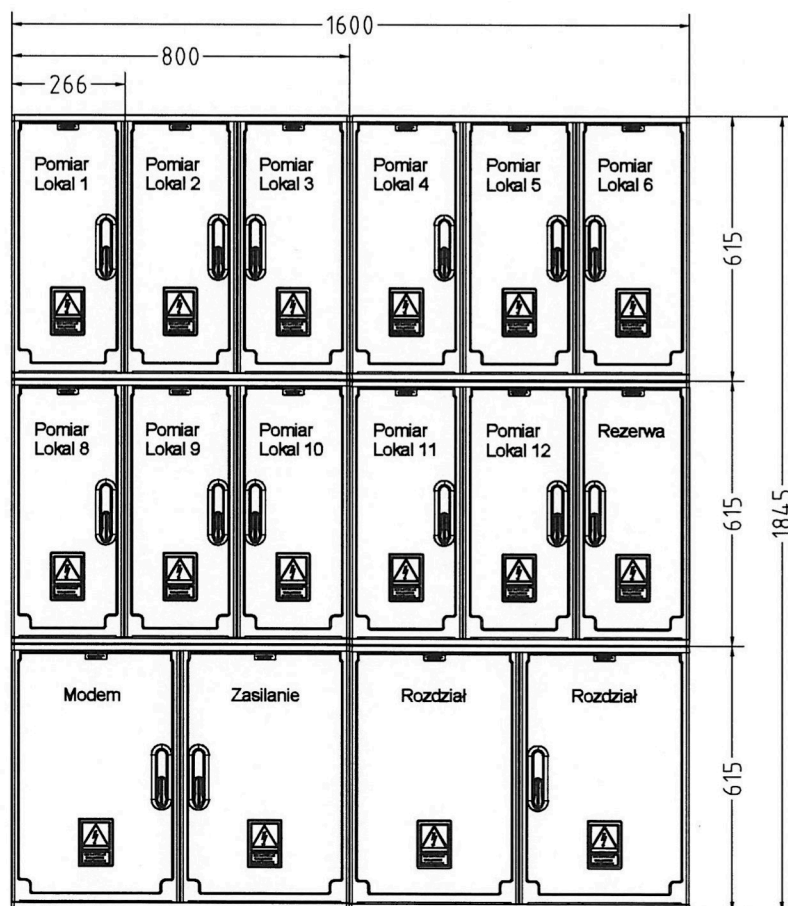 1600
800
266
Pomiar
Lokal 1
Pomiar
Lokal 2
Pomiar
Lokal 3
Pomiar
Lokal 4
Pomiar
Lokal 5
Pomiar
Lokal 6
615
Pomiar
Lokal 8
Pomiar
Lokal 9
Pomiar
Lokal 10
Pomiar
Lokal 11
Pomiar
Lokal 12
Rezerwa
615
1845
Modem
Zasilanie
Rozdział
Rozdział
615